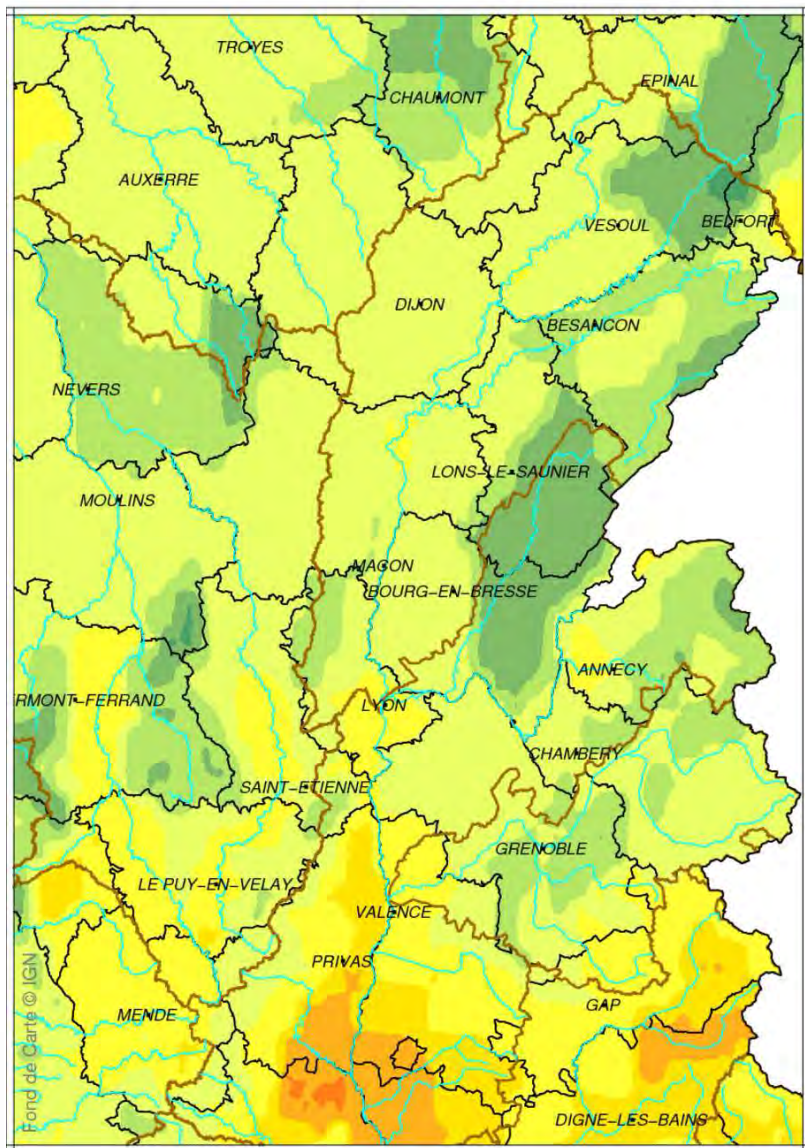 TROYES
EPINAL
CHAUMONT
AUXERRE
VESOUL
BELFORT
DIJON
BESANCON
NEVERS
LONS-LE-SAUNIER
MOULINS
MACON
BOURG-EN-BRESSE
ANNECY
ERMONT-FERRAND
LYON
CHAMBERY
SAINT-ETIENNE
GRENOBLE
LE PUY-EN-VELAY
VALENCE
PRIVAS
GAP
MENDE
DIGNE-LES-BAINS
Fond de Carte © IGN